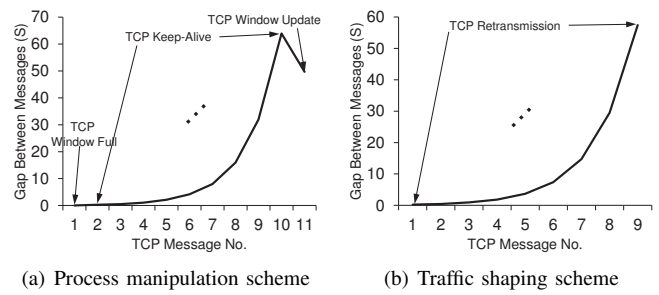 Gap Between Messages (S)
70
60
50
40
30
20
10
0
TCP Window Update
TCP Keep-Alive
TCP
Window Full
1 2 3 4 5 6 7 8 9 10 11
TCP Message No.
(a) Process manipulation scheme
Gap Between Messages (S)
60
50
40
30
20
10
0
TCP Retransmission
1 2 3 4 5 6 7 8 9
TCP Message No.
(b) Traffic shaping scheme